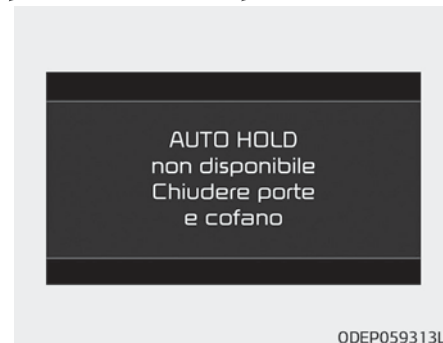 AUTO HOLD
non disponibile
Chiudere porte
e cofano
ODEP059313L